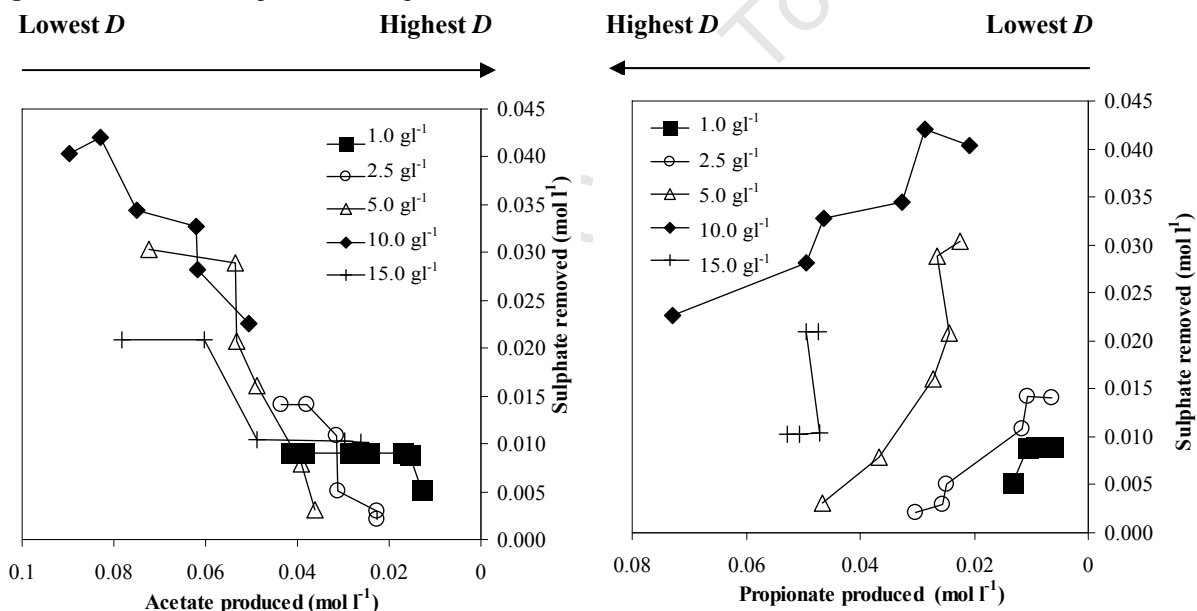 Lowest D
Highest D
Highest D
Lowest D
To
0.045
0.040
0.035
0.030
0.025
0.020
0.015
0.010
0.005
0.000
Sulphate removed (mol l⁻¹)
1.0 gl⁻¹
2.5 gl⁻¹
5.0 gl⁻¹
10.0 gl⁻¹
15.0 gl⁻¹
0.1
0.08
0.06
0.04
0.02
0
Acetate produced (mol l⁻¹)
1.0 gl⁻¹
2.5 gl⁻¹
5.0 gl⁻¹
10.0 gl⁻¹
15.0 gl⁻¹
0.045
0.040
0.035
0.030
0.025
0.020
0.015
0.010
0.005
0.000
Sulphate removed (mol l⁻¹)
0.08
0.06
0.04
0.02
0
Propionate produced (mol l⁻¹)